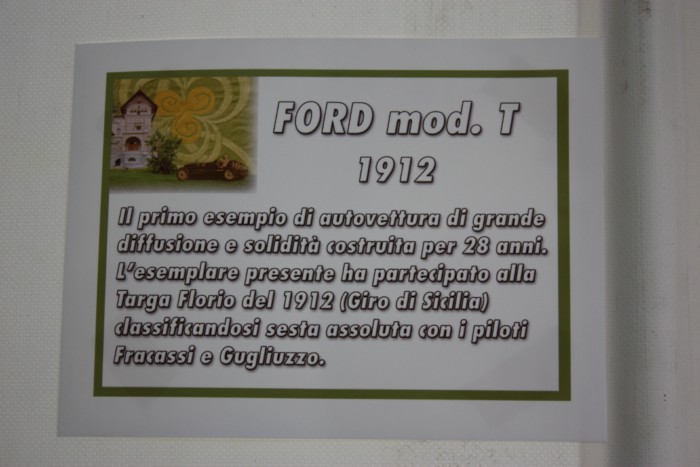 FORD mod. T
1912
Il primo esempio di autovettura di grande
diffusione e solidità costruita per 28 anni.
L'esemplare presente ha partecipato alla
Targa Florio del 1912 (Giro di Sicilia)
classificandosi sesta assoluta con i piloti
Fracassi e Gugliuzzo.